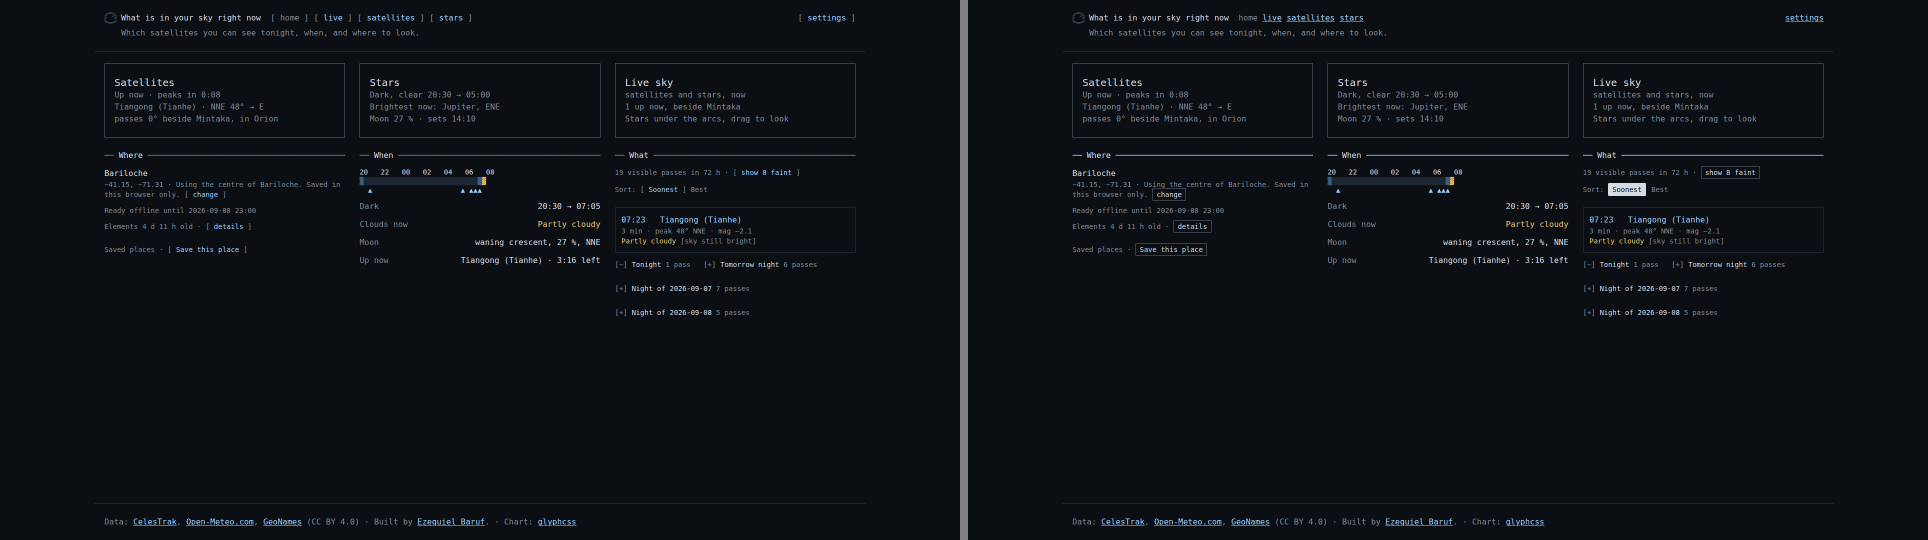 What is in your sky right now [ home ] [ live ] [ satellites ] [ stars ] [ settings ]
Which satellites you can see tonight, when, and where to look.
Satellites
Up now · peaks in 0:08
Tiangong (Tianhe) · NNE 48° → E
passes 0° beside Mintaka, in Orion
Stars
Dark, clear 20:30 → 05:00
Brightest now: Jupiter, ENE
Moon 27 % · sets 14:10
Live sky
satellites and stars, now
1 up now, beside Mintaka
Stars under the arcs, drag to look
Where
Bariloche
−41.15, −71.31 · Using the centre of Bariloche. Saved in
this browser only. [ change ]
Ready offline until 2026-09-08 23:00
Elements 4 d 11 h old · [ details ]
Saved places · [ Save this place ]
When
20 22 00 02 04 06 08
Dark 20:30 → 07:05
Clouds now Partly cloudy
Moon waning crescent, 27 %, NNE
Up now Tiangong (Tianhe) · 3:16 left
What
19 visible passes in 72 h · [ show 8 faint ]
Sort: [ Soonest ] Best
07:23 Tiangong (Tianhe)
3 min · peak 48° NNE · mag −2.1
Partly cloudy [sky still bright]
[−] Tonight 1 pass [+] Tomorrow night 6 passes
[+] Night of 2026-09-07 7 passes
[+] Night of 2026-09-08 5 passes
Data: CelesTrak, Open-Meteo.com, GeoNames (CC BY 4.0) · Built by Ezequiel Baruf. · Chart: glyphcss
What is in your sky right now home live satellites stars settings
Which satellites you can see tonight, when, and where to look.
Satellites
Up now · peaks in 0:08
Tiangong (Tianhe) · NNE 48° → E
passes 0° beside Mintaka, in Orion
Stars
Dark, clear 20:30 → 05:00
Brightest now: Jupiter, ENE
Moon 27 % · sets 14:10
Live sky
satellites and stars, now
1 up now, beside Mintaka
Stars under the arcs, drag to look
Where
Bariloche
−41.15, −71.31 · Using the centre of Bariloche. Saved in
this browser only. change
Ready offline until 2026-09-08 23:00
Elements 4 d 11 h old · details
Saved places · Save this place
When
20 22 00 02 04 06 08
Dark 20:30 → 07:05
Clouds now Partly cloudy
Moon waning crescent, 27 %, NNE
Up now Tiangong (Tianhe) · 3:16 left
What
19 visible passes in 72 h · show 8 faint
Sort: Soonest Best
07:23 Tiangong (Tianhe)
3 min · peak 48° NNE · mag −2.1
Partly cloudy [sky still bright]
[−] Tonight 1 pass [+] Tomorrow night 6 passes
[+] Night of 2026-09-07 7 passes
[+] Night of 2026-09-08 5 passes
Data: CelesTrak, Open-Meteo.com, GeoNames (CC BY 4.0) · Built by Ezequiel Baruf. · Chart: glyphcss